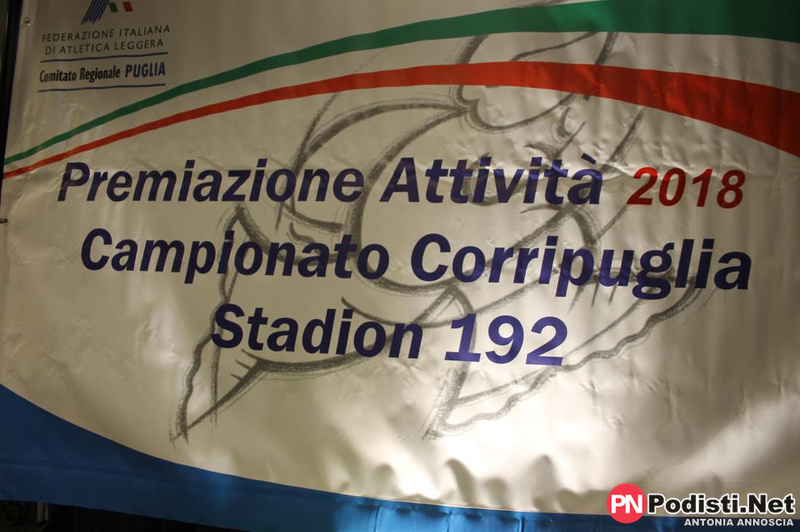 FEDERAZIONE ITALIANA
DI ATLETICA LEGGERA
Comitato Regionale PUGLIA
Premiazione Attività 2018
Campionato Corripuglia
Stadion 192
PN Podisti.Net
ANTONIA ANNOSCIA